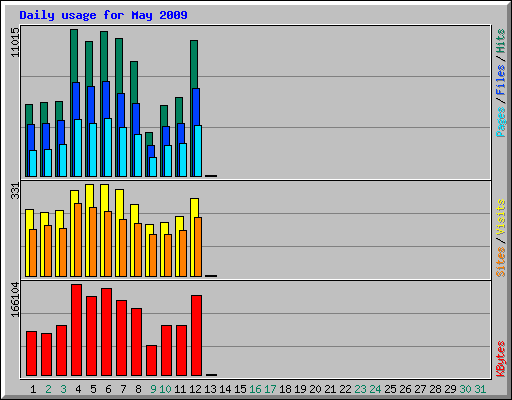 Daily usage for May 2009
11015
Pages/Files/Hits
331
Sites/Visits
166104
KBytes
1 2 3 4 5 6 7 8 9 10 11 12 13 14 15 16 17 18 19 20 21 22 23 24 25 26 27 28 29 30 31